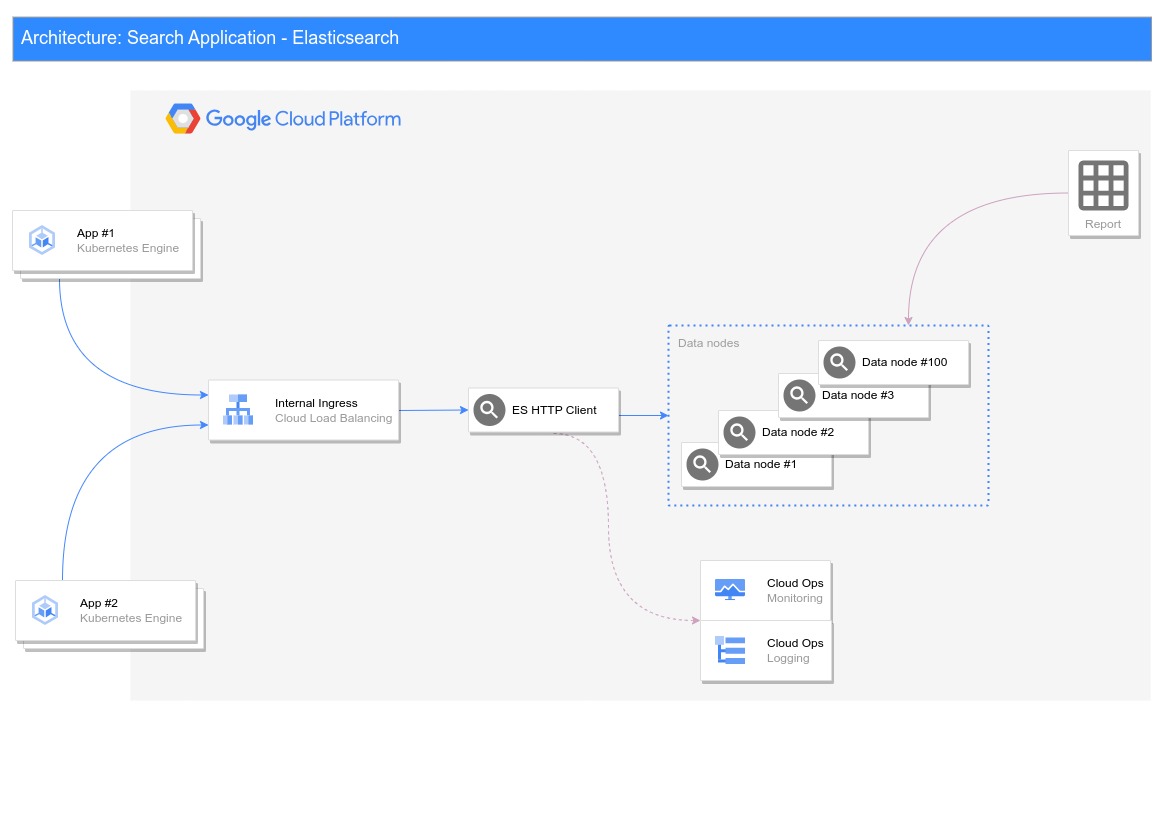 Architecture: Search Application - Elasticsearch
Google Cloud Platform
Report
App #1
Kubernetes Engine
Data nodes
Data node #100
Data node #3
Data node #2
Data node #1
Internal Ingress
Cloud Load Balancing
ES HTTP Client
App #2
Kubernetes Engine
Cloud Ops
Monitoring
Cloud Ops
Logging